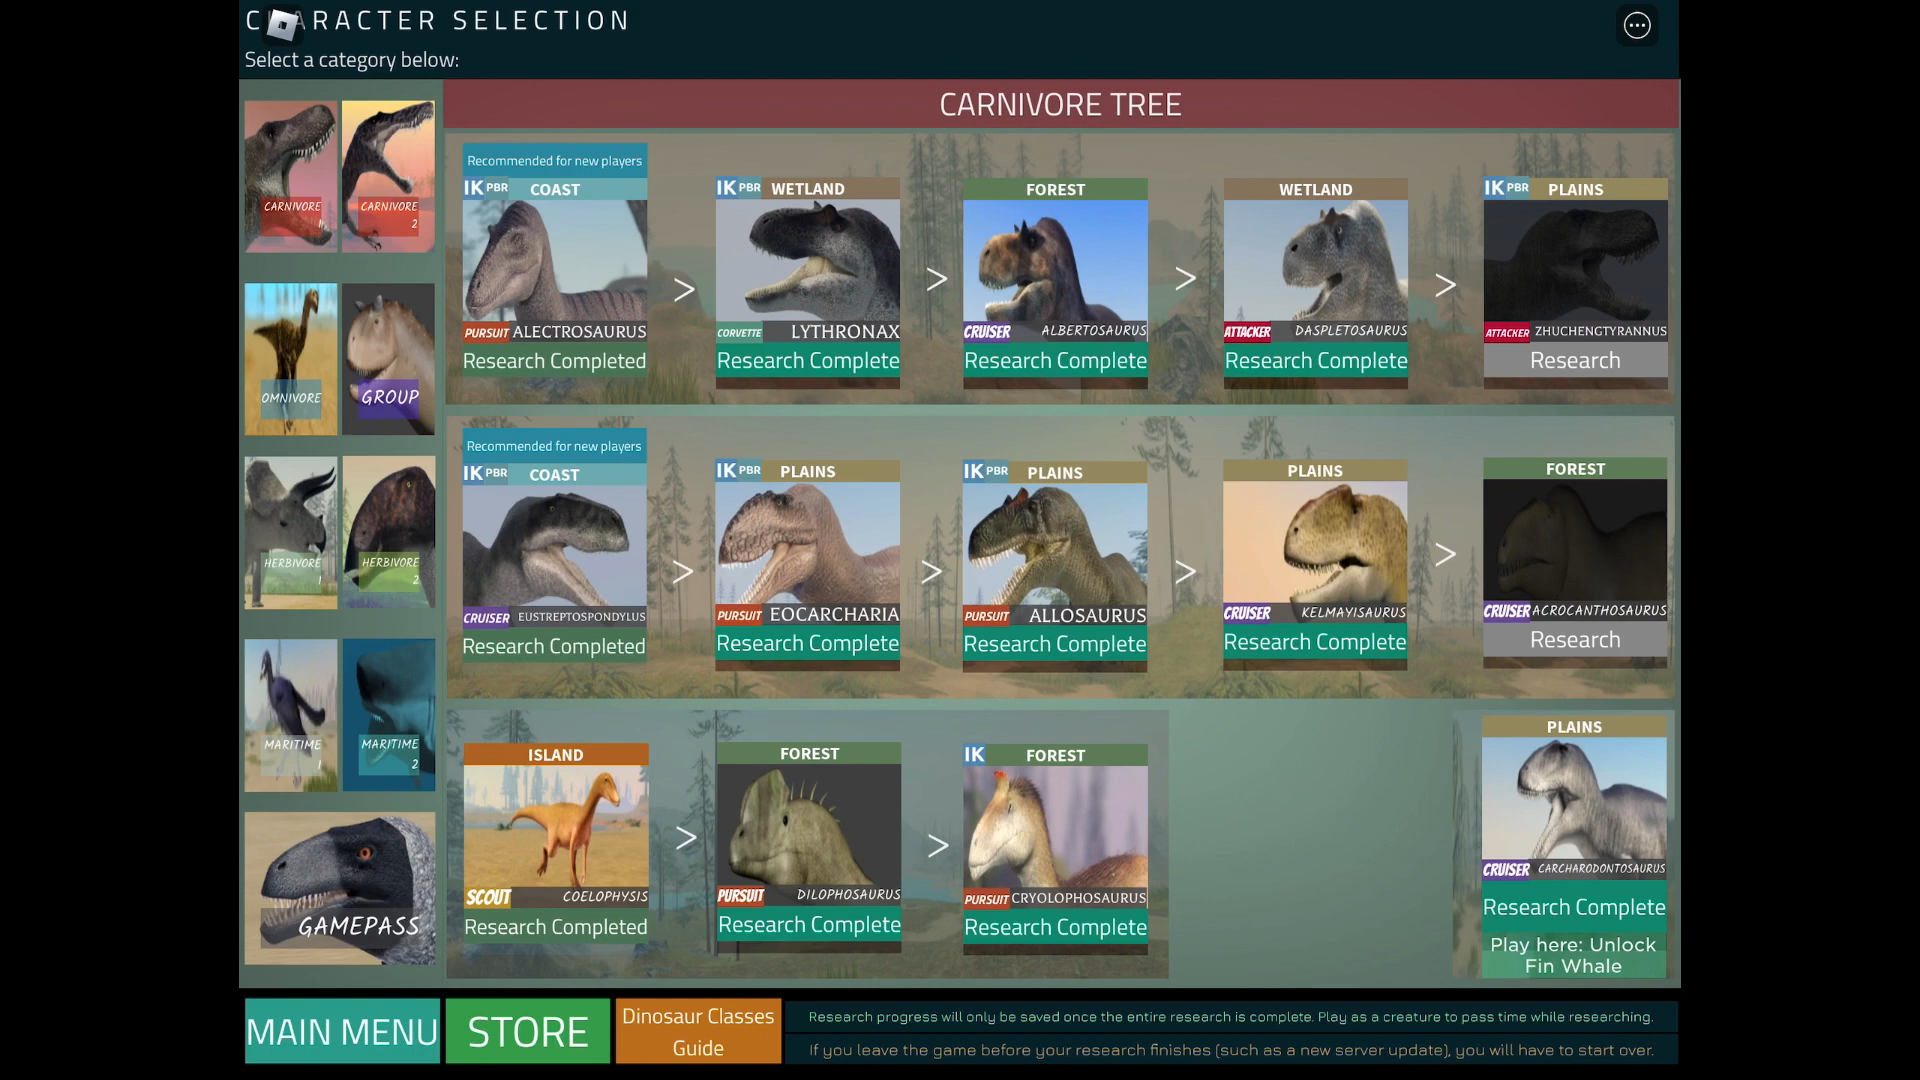 CHARACTER SELECTION
Select a category below:
CARNIVORE TREE
CARNIVORE
1
CARNIVORE
2
OMNIVORE
GROUP
HERBIVORE
1
HERBIVORE
2
MARITIME
1
MARITIME
2
GAMEPASS
Recommended for new players
IK PBR COAST
PURSUIT ALECTROSAURUS
Research Completed
>
IK PBR WETLAND
CORVETTE LYTHRONAX
Research Complete
>
FOREST
CRUISER ALBERTOSAURUS
Research Complete
>
WETLAND
ATTACKER DASPLETOSAURUS
Research Complete
>
IK PBR PLAINS
ATTACKER ZHUCHENGTYRANNUS
Research
Recommended for new players
IK PBR COAST
CRUISER EUSTREPTOSPONDYLUS
Research Completed
>
IK PBR PLAINS
PURSUIT EOCARCHARIA
Research Complete
>
IK PBR PLAINS
PURSUIT ALLOSAURUS
Research Complete
>
PLAINS
CRUISER KELMAYISAURUS
Research Complete
>
FOREST
CRUISER ACROCANTHOSAURUS
Research
ISLAND
SCOUT COELOPHYSIS
Research Completed
>
FOREST
PURSUIT DILOPHOSAURUS
Research Complete
>
IK FOREST
PURSUIT CRYOLOPHOSAURUS
Research Complete
PLAINS
CRUISER CARCHARODONTOSAURUS
Research Complete
Play here: Unlock
Fin Whale
MAIN MENU
STORE
Dinosaur Classes
Guide
Research progress will only be saved once the entire research is complete. Play as a creature to pass time while researching.
If you leave the game before your research finishes (such as a new server update), you will have to start over.